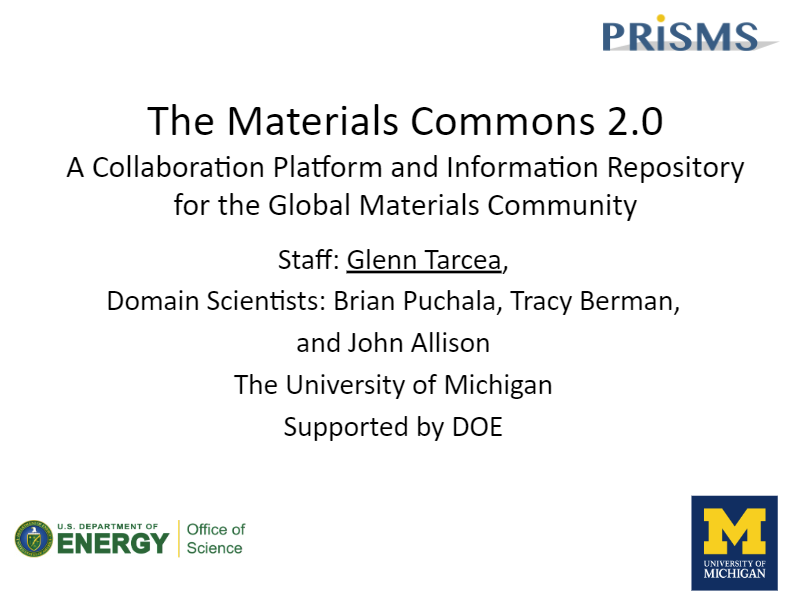 PRiSMS
The Materials Commons 2.0
A Collaboration Platform and Information Repository
for the Global Materials Community
Staff: Glenn Tarcea,
Domain Scientists: Brian Puchala, Tracy Berman,
and John Allison
The University of Michigan
Supported by DOE
U.S. DEPARTMENT OF
ENERGY
Office of
Science
M
UNIVERSITY OF
MICHIGAN